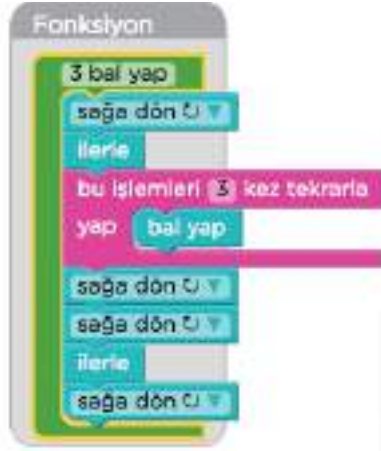 Fonksiyon
3 bal yap
sağa dön ↻ ▼
ilerle
bu işlemleri 3 kez tekrarla
yap bal yap
sağa dön ↻ ▼
sağa dön ↻ ▼
ilerle
sağa dön ↻ ▼